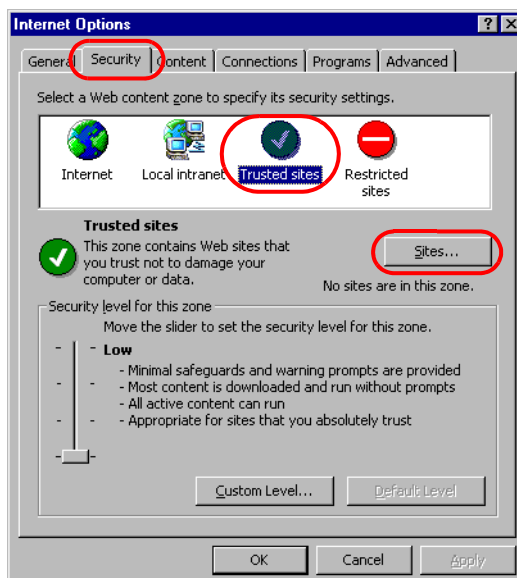 Internet Options
General Security Content Connections Programs Advanced
Select a Web content zone to specify its security settings.
Internet Local intranet Trusted sites Restricted
sites
Trusted sites
This zone contains Web sites that
you trust not to damage your
computer or data.
Sites...
No sites are in this zone.
Security level for this zone
Move the slider to set the security level for this zone.
Low
- Minimal safeguards and warning prompts are provided
- Most content is downloaded and run without prompts
- All active content can run
- Appropriate for sites that you absolutely trust
Custom Level... Default Level
OK Cancel Apply